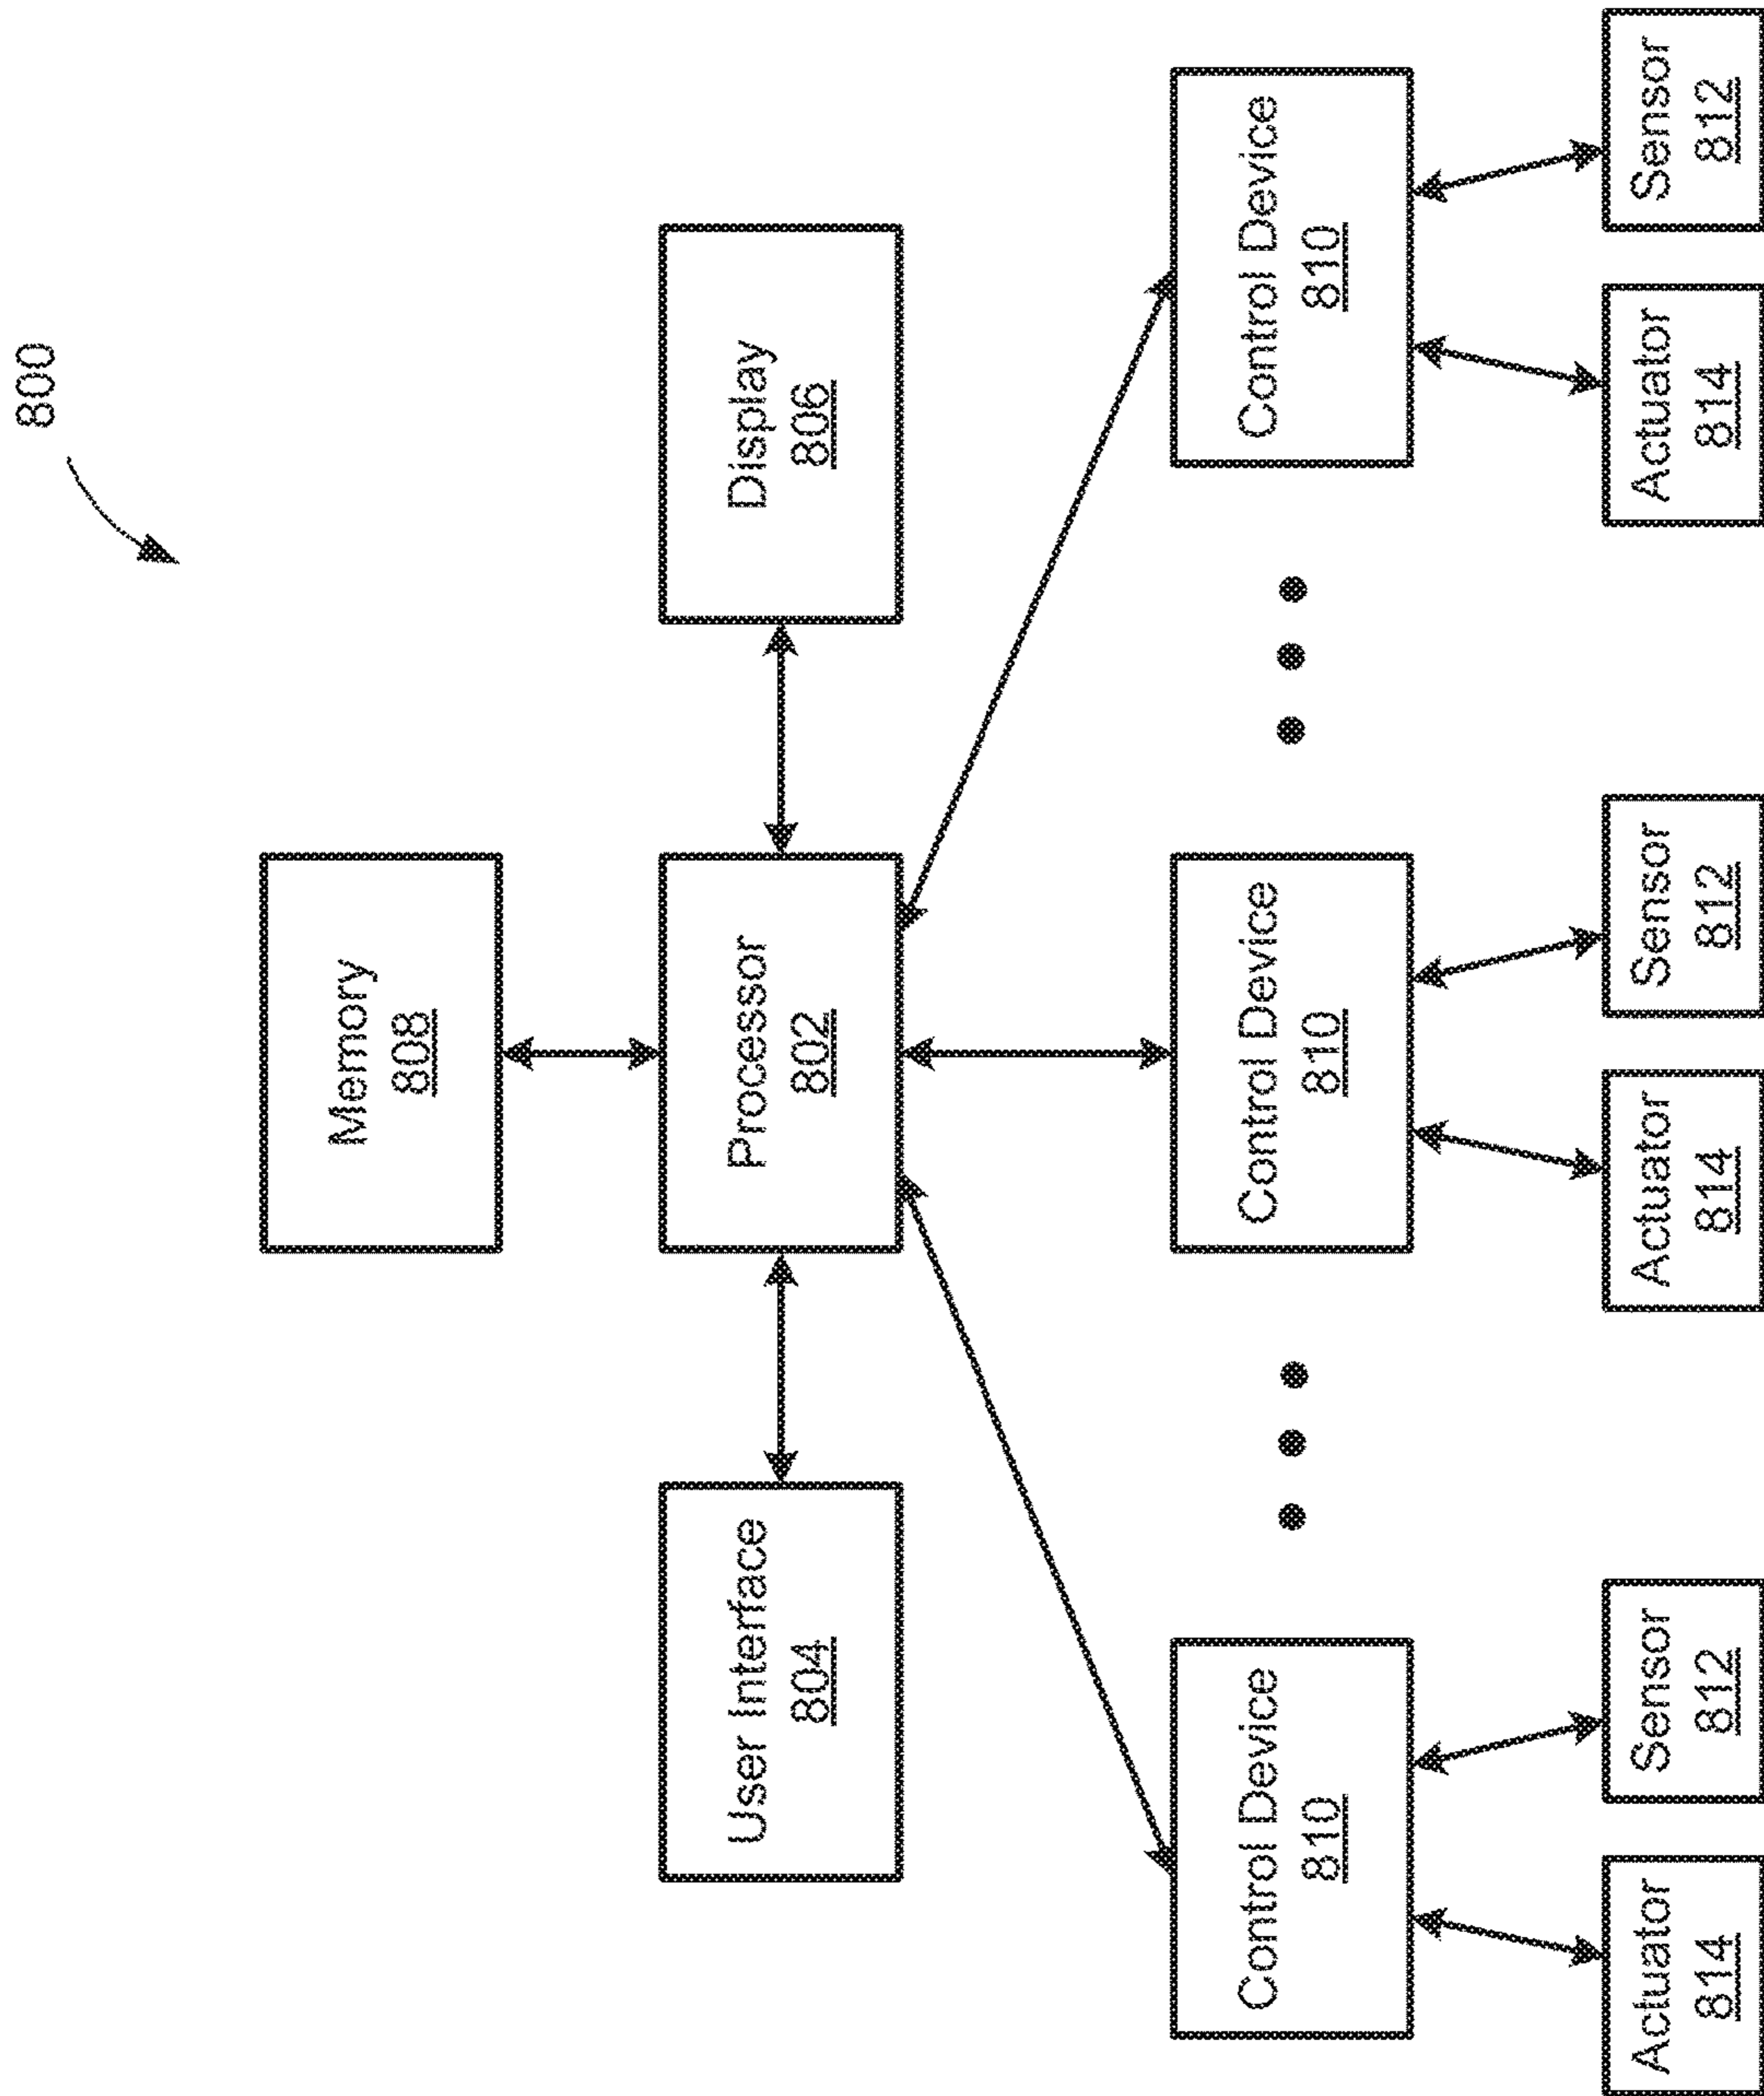 800
Memory
808
User Interface
804
Processor
802
Display
806
Control Device
810
Control Device
810
Control Device
810
Actuator
814
Sensor
812
Actuator
814
Sensor
812
Actuator
814
Sensor
812